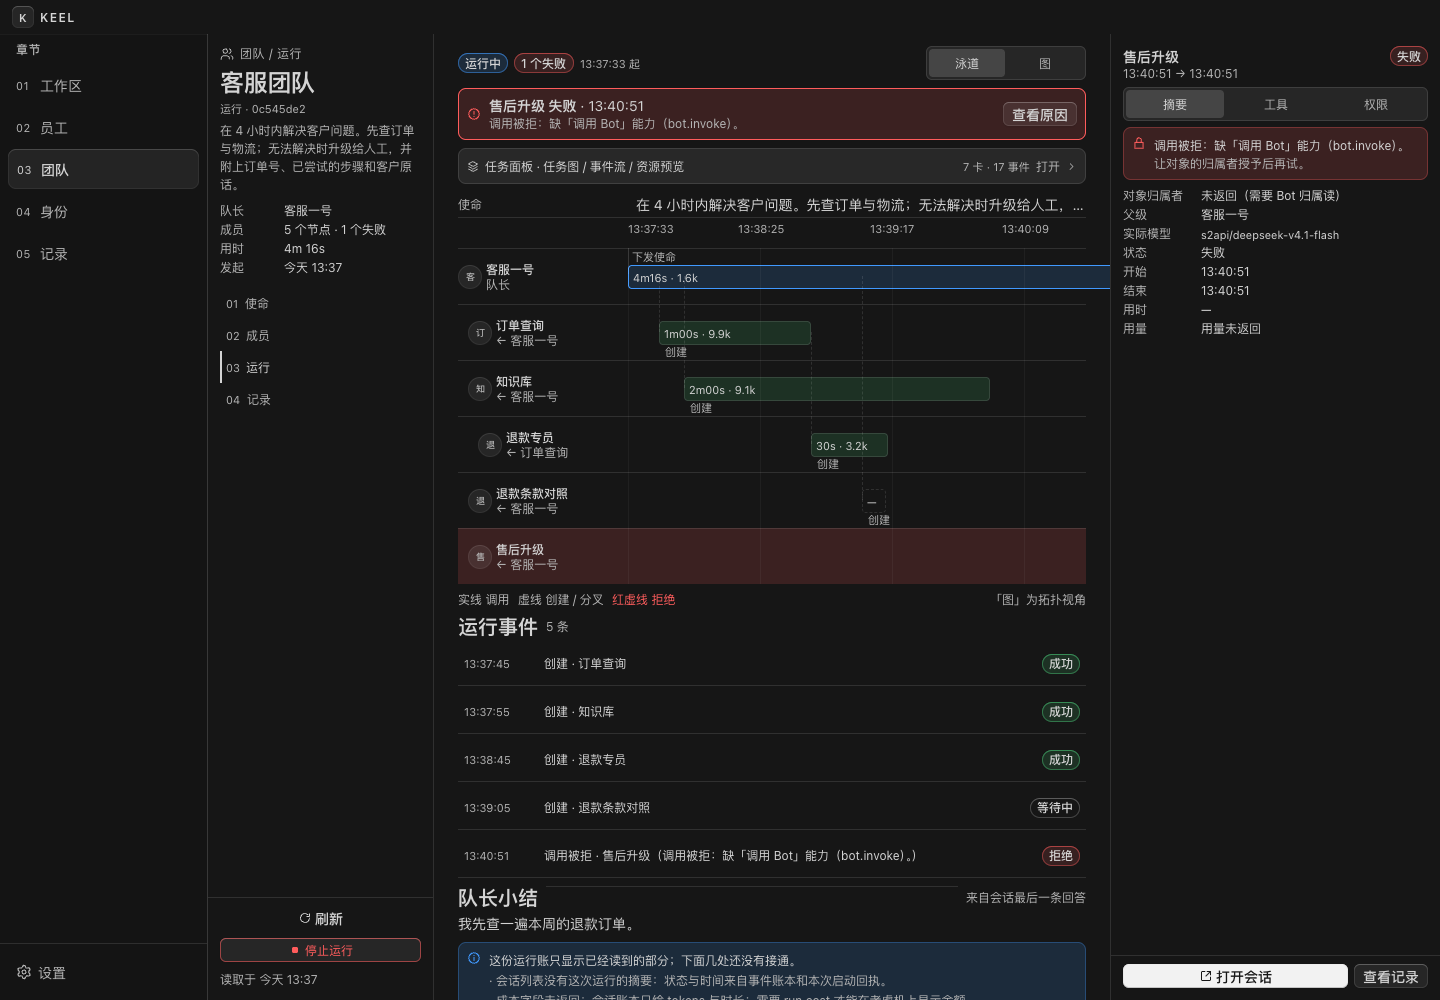 K KEEL
章节
01 工作区
02 员工
03 团队
04 身份
05 记录
设置
团队 / 运行
客服团队
运行 · 0c545de2
在 4 小时内解决客户问题。先查订单
与物流；无法解决时升级给人工，并
附上订单号、已尝试的步骤和客户原
话。
队长 客服一号
成员 5 个节点 · 1 个失败
用时 4m 16s
发起 今天 13:37
01 使命
02 成员
03 运行
04 记录
刷新
停止运行
读取于 今天 13:37
运行中 1 个失败 13:37:33 起
泳道 图
售后升级 失败 · 13:40:51
调用被拒：缺「调用 Bot」能力（bot.invoke）。
查看原因
任务面板 · 任务图 / 事件流 / 资源预览 7 卡 · 17 事件 打开
使命 在 4 小时内解决客户问题。先查订单与物流；无法解决时升级给人工，...
13:37:33 13:38:25 13:39:17 13:40:09
下发使命
客 客服一号
队长
4m16s · 1.6k
订 订单查询
← 客服一号
1m00s · 9.9k
创建
知 知识库
← 客服一号
2m00s · 9.1k
创建
退 退款专员
← 订单查询
30s · 3.2k
创建
退 退款条款对照
← 客服一号
—
创建
售 售后升级
← 客服一号
实线 调用 虚线 创建 / 分叉 红虚线 拒绝 「图」为拓扑视角
运行事件 5 条
13:37:45 创建 · 订单查询 成功
13:37:55 创建 · 知识库 成功
13:38:45 创建 · 退款专员 成功
13:39:05 创建 · 退款条款对照 等待中
13:40:51 调用被拒 · 售后升级（调用被拒：缺「调用 Bot」能力（bot.invoke）。） 拒绝
队长小结 来自会话最后一条回答
我先查一遍本周的退款订单。
这份运行账只显示已经读到的部分；下面几处还没有接通。
· 会话列表没有这次运行的摘要：状态与时间来自事件账本和本次启动回执。
售后升级 失败
13:40:51 → 13:40:51
摘要 工具 权限
调用被拒：缺「调用 Bot」能力（bot.invoke）。
让对象的归属者授予后再试。
对象归属者 未返回（需要 Bot 归属读）
父级 客服一号
实际模型 s2api/deepseek-v4.1-flash
状态 失败
开始 13:40:51
结束 13:40:51
用时 —
用量 用量未返回
打开会话 查看记录